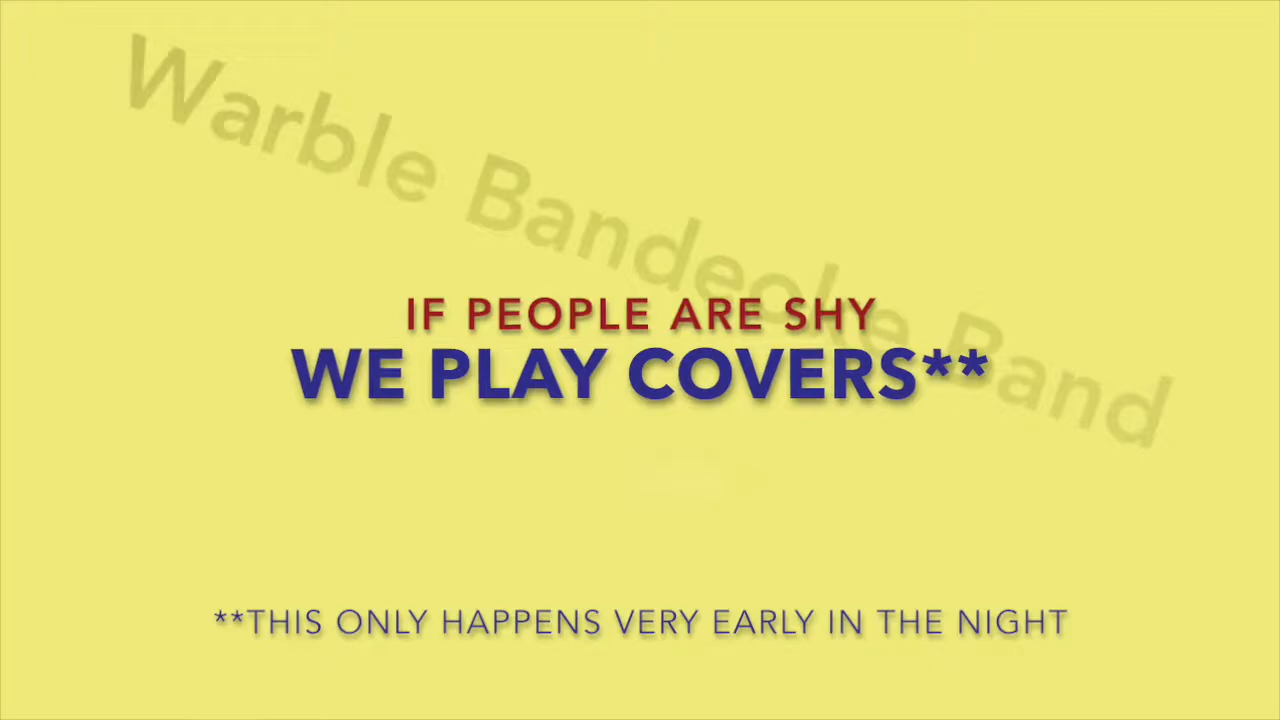 Warble Bandeoke Band
IF PEOPLE ARE SHY
WE PLAY COVERS**
**THIS ONLY HAPPENS VERY EARLY IN THE NIGHT